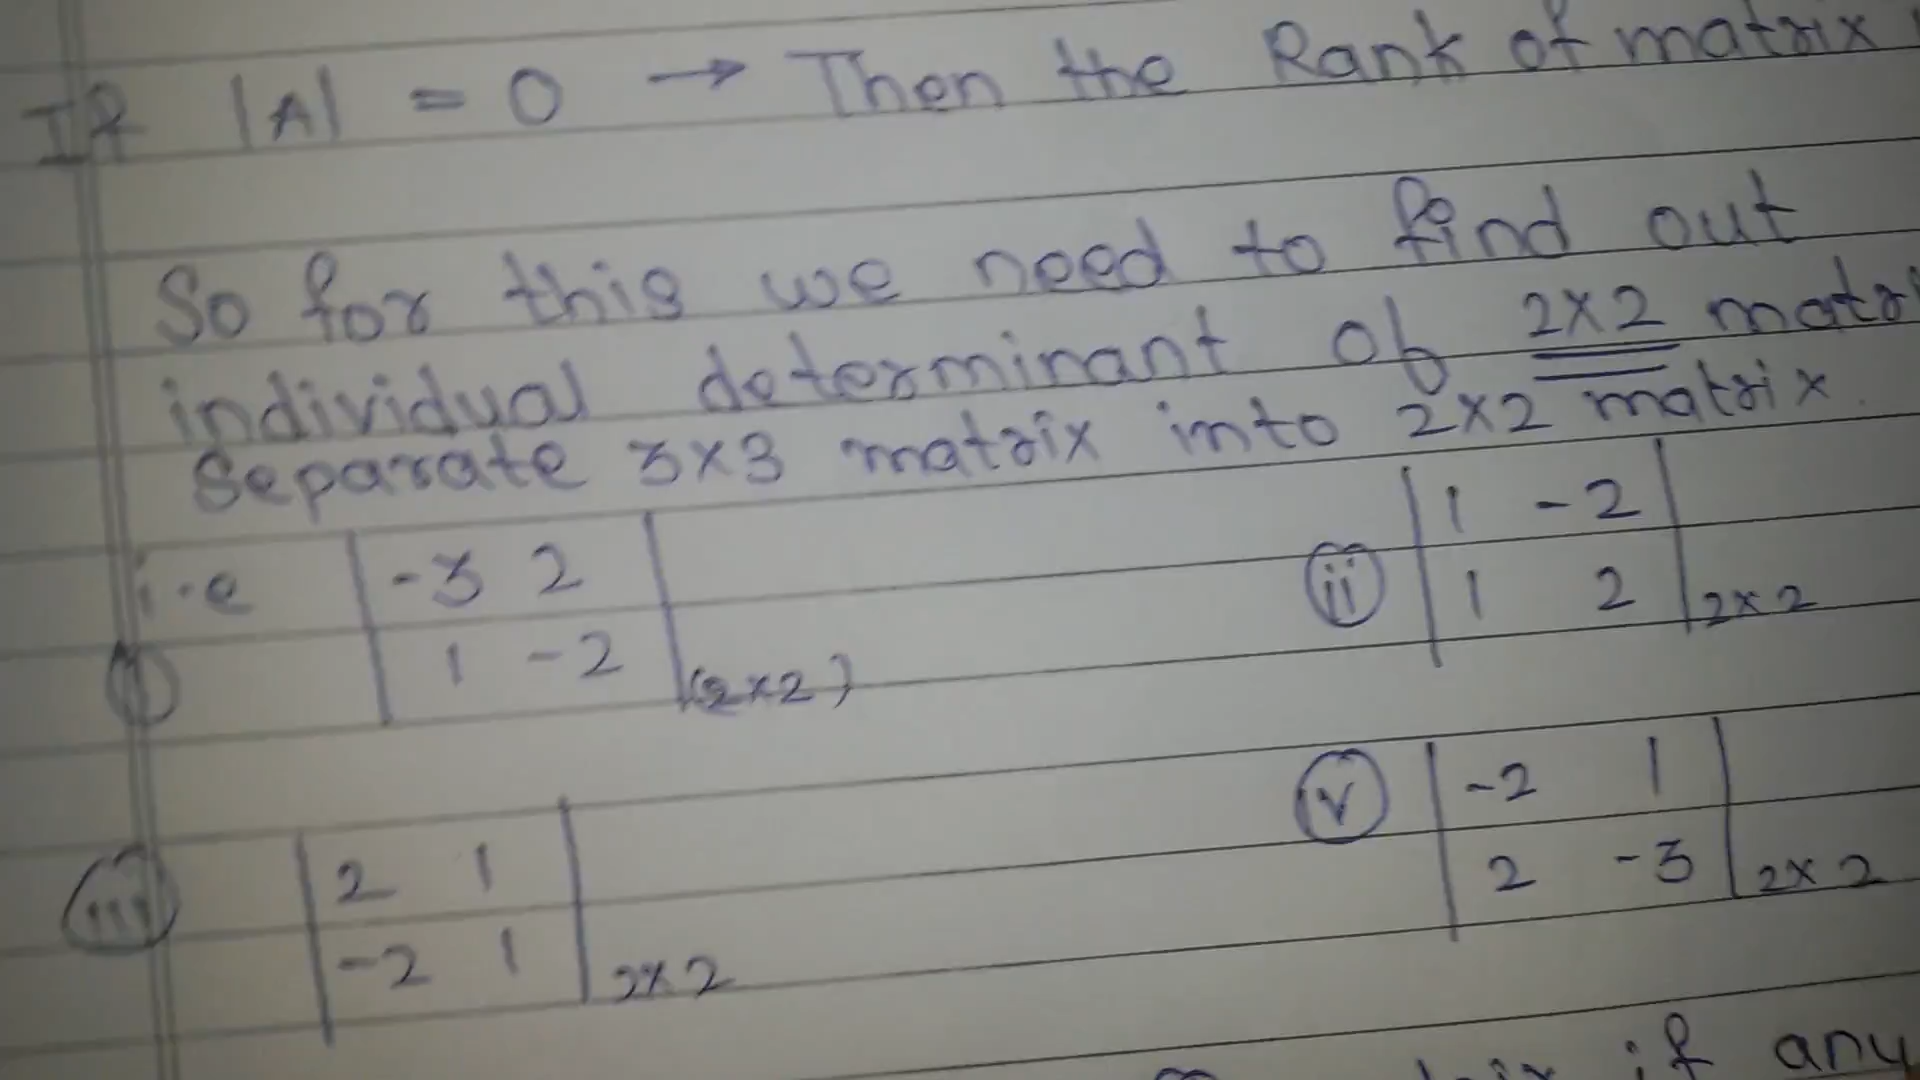 If |A| = 0 → Then the Rank of matrix
So for this we need to find out
individual determinant of 2×2
Separate 3×3 matrix into 2×2 matrix.
i.e | -3 2 |
| 1 -2 | (2×2)
(ii) | 1 -2 |
| 1 2 | 2×2
(iii) | 2 1 |
| -2 1 | 2×2
(v) | -2 1 |
| 2 -3 | 2×2
if any